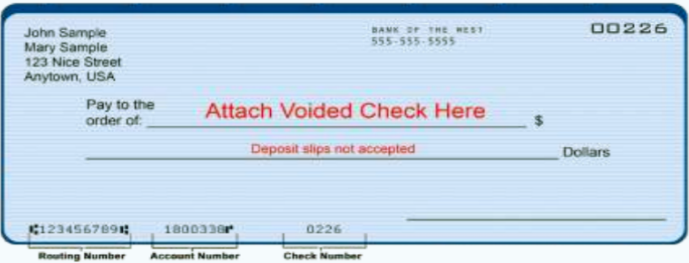 John Sample
Mary Sample
123 Nice Street
Anytown, USA
BANK OF THE WEST
555-555-5555
00226
Pay to the
order of:
Attach Voided Check Here
$
Deposit slips not accepted
Dollars
⑆123456789⑆ 1800338⑈ 0226
Routing Number Account Number Check Number